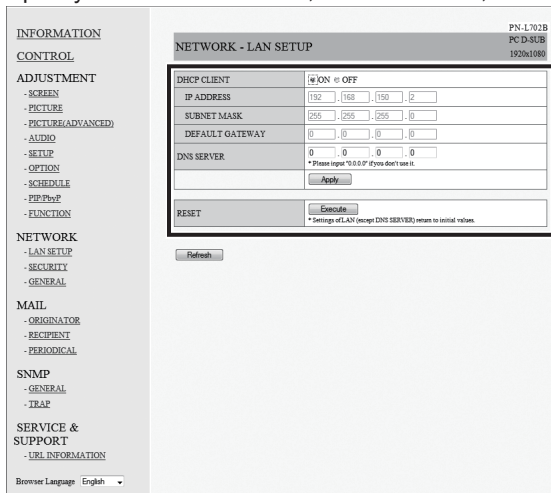 INFORMATION
CONTROL
ADJUSTMENT
- SCREEN
- PICTURE
- PICTURE(ADVANCED)
- AUDIO
- SETUP
- OPTION
- SCHEDULE
- PIP/PbyP
- FUNCTION
NETWORK
- LAN SETUP
- SECURITY
- GENERAL
MAIL
- ORIGINATOR
- RECIPIENT
- PERIODICAL
SNMP
- GENERAL
- TRAP
SERVICE &
SUPPORT
- URL INFORMATION
Browser Language English
PN-L702B
NETWORK - LAN SETUP
PC D-SUB
1920x1080
DHCP CLIENT ON OFF
IP ADDRESS 192 . 168 . 150 . 2
SUBNET MASK 255 . 255 . 255 . 0
DEFAULT GATEWAY 0 . 0 . 0 . 0
DNS SERVER 0 . 0 . 0 . 0
* Please input "0.0.0.0" if you don't use it.
Apply
RESET Execute
* Settings of LAN (except DNS SERVER) return to initial values.
Refresh